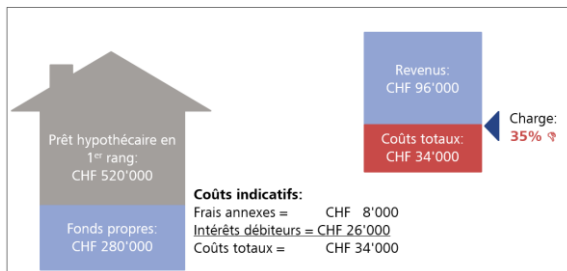 Prêt hypothécaire en
1er rang:
CHF 520'000
Fonds propres:
CHF 280'000
Coûts indicatifs:
Frais annexes = CHF 8'000
Intérêts débiteurs = CHF 26'000
Coûts totaux = CHF 34'000
Revenus:
CHF 96'000
Coûts totaux:
CHF 34'000
Charge:
35%